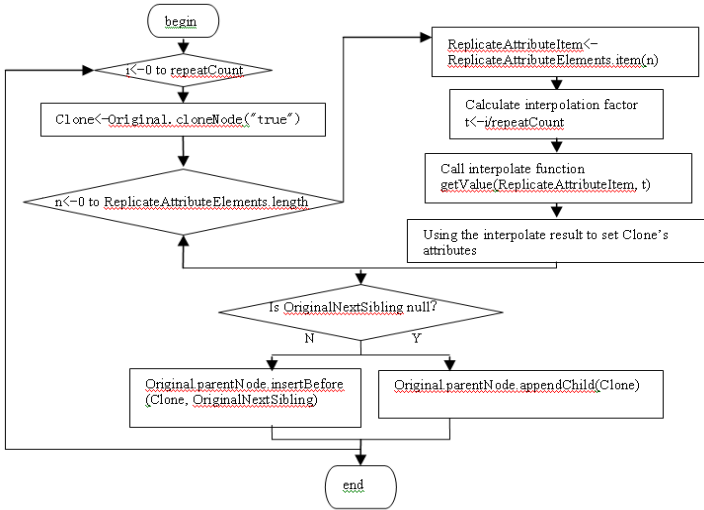 begin
i<-0 to repeatCount
Clone<-Original.cloneNode("true")
n<-0 to ReplicateAttributeElements.length
ReplicateAttributeItem<-
ReplicateAttributeElements.item(n)
Calculate interpolation factor
t<-i/repeatCount
Call interpolate function
getValue(ReplicateAttributeItem, t)
Using the interpolate result to set Clone's
attributes
Is OriginalNextSibling null?
N
Y
Original.parentNode.insertBefore
(Clone, OriginalNextSibling)
Original.parentNode.appendChild(Clone)
end